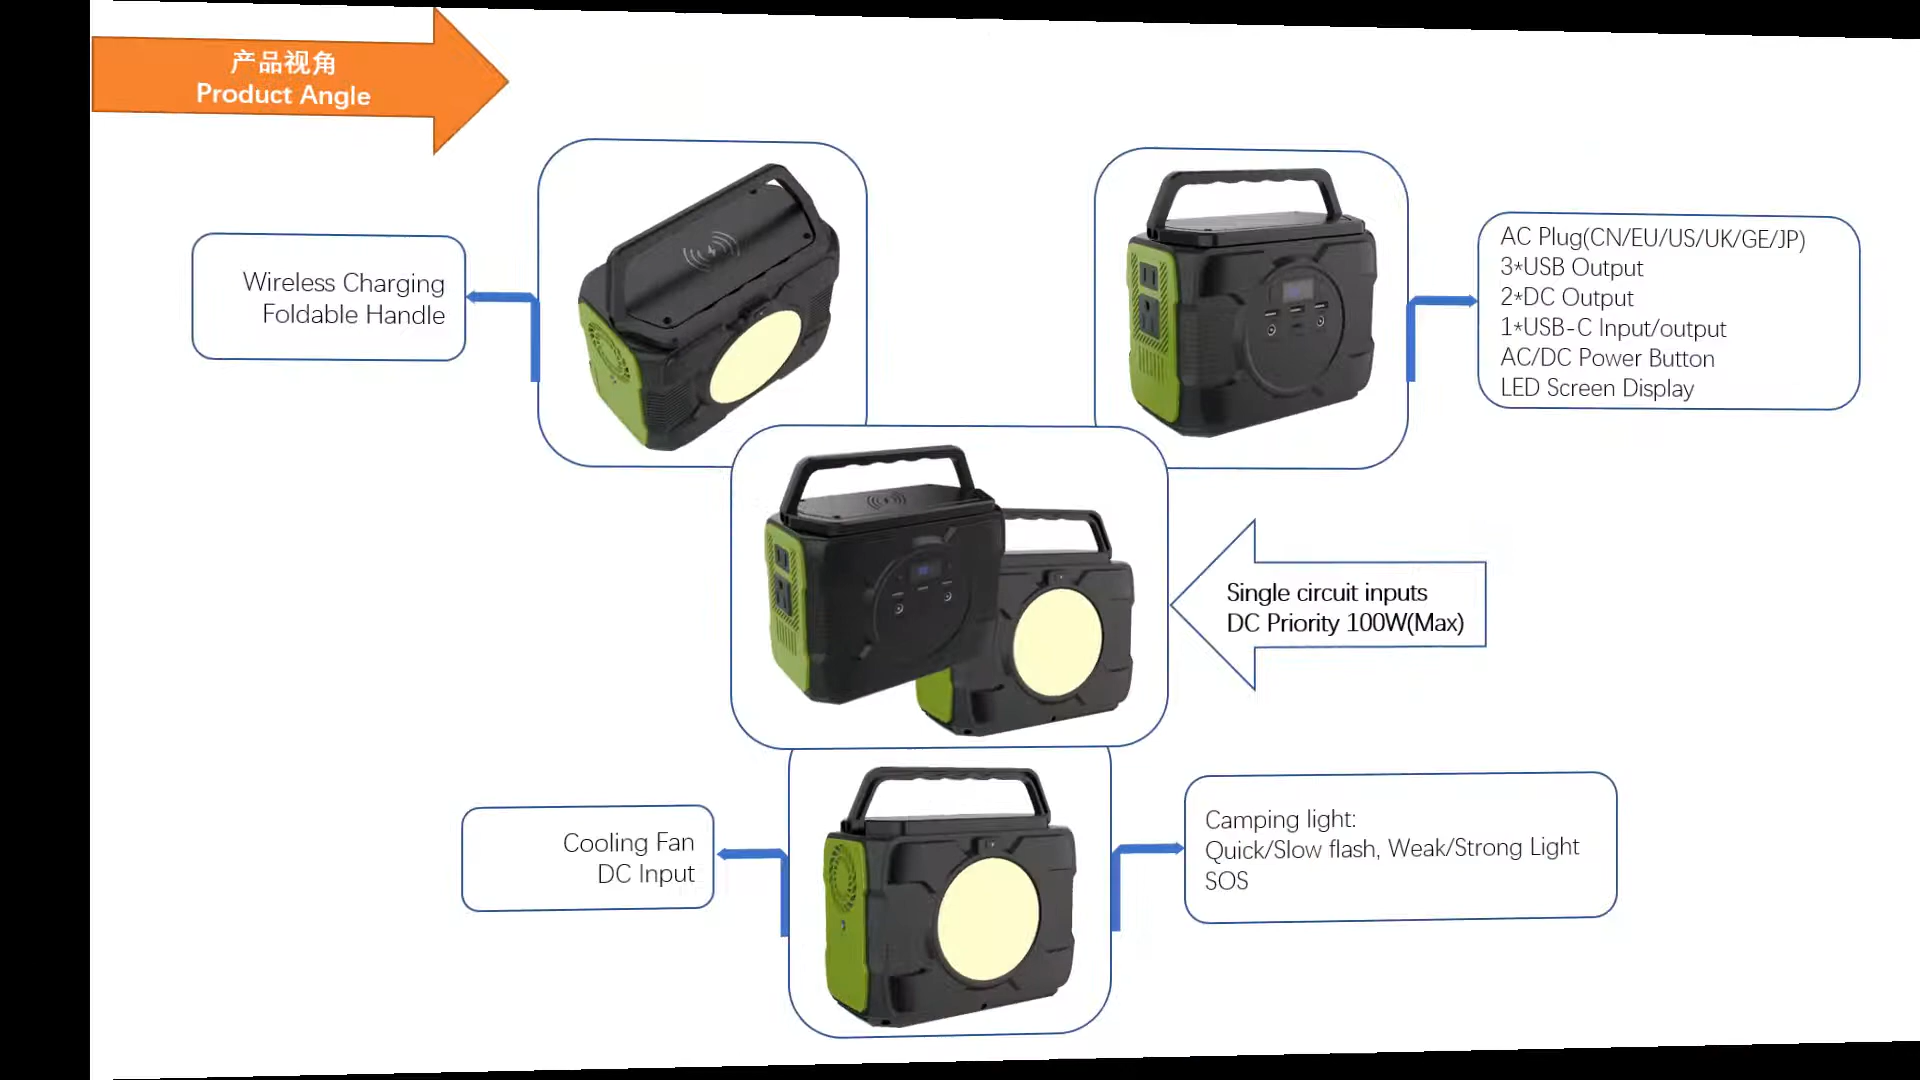 产品视角
Product Angle
Wireless Charging
Foldable Handle
AC Plug(CN/EU/US/UK/GE/JP)
3*USB Output
2*DC Output
1*USB-C Input/output
AC/DC Power Button
LED Screen Display
Single circuit inputs
DC Priority 100W(Max)
Cooling Fan
DC Input
Camping light:
Quick/Slow flash, Weak/Strong Light
SOS